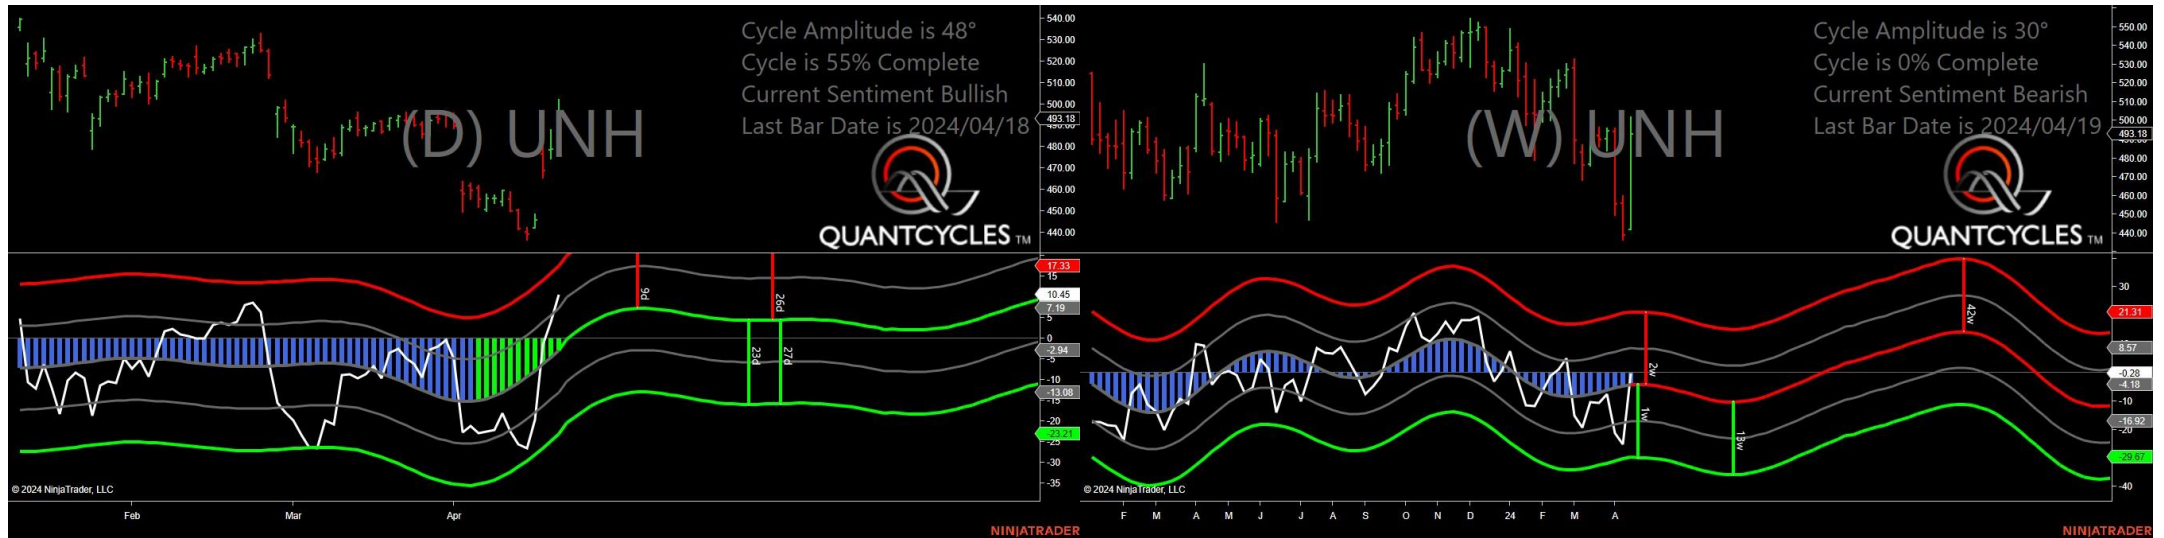 Cycle Amplitude is 48°
Cycle is 55% Complete
Current Sentiment Bullish
Last Bar Date is 2024/04/18
(D) UNH
QUANTCYCLES TM
540.00
530.00
520.00
510.00
500.00
493.18
480.00
470.00
460.00
450.00
440.00
17.33
15
10.45
7.19
5
0
-2.94
-5
-10
-13.08
-15
-20
-23.21
-25
-30
-35
9d
26d
23d
27d
© 2024 NinjaTrader, LLC
Feb
Mar
Apr
NINJATRADER
Cycle Amplitude is 30°
Cycle is 0% Complete
Current Sentiment Bearish
Last Bar Date is 2024/04/19
(W) UNH
QUANTCYCLES TM
550.00
540.00
530.00
520.00
510.00
500.00
493.18
480.00
470.00
460.00
450.00
440.00
30
21.31
8.57
-0.28
-4.18
-10
-16.92
-20
-29.67
-40
2w
1w
13w
42w
© 2024 NinjaTrader, LLC
F M A M J J A S O N D 24 F M A
NINJATRADER